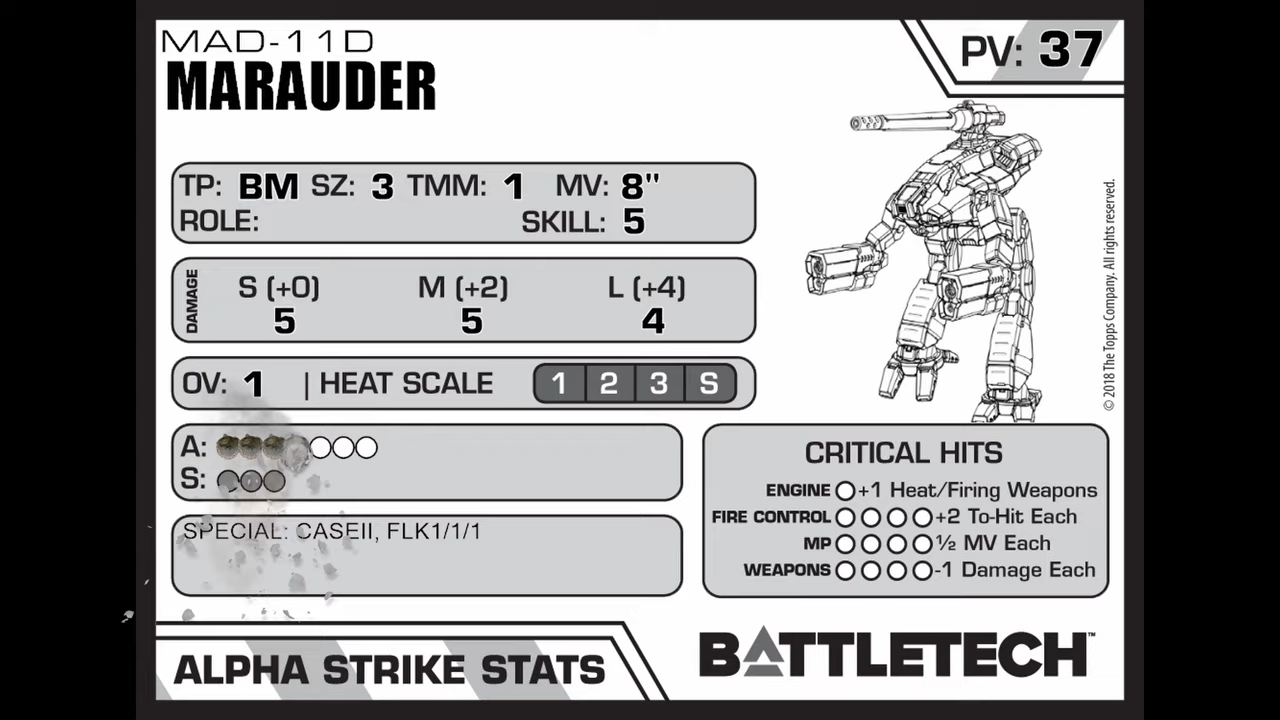 MAD-11D
MARAUDER
PV: 37
TP: BM SZ: 3 TMM: 1 MV: 8"
ROLE: SKILL: 5
DAMAGE
S (+0) M (+2) L (+4)
5 5 4
OV: 1 | HEAT SCALE 1 2 3 S
A:
S:
SPECIAL: CASEII, FLK1/1/1
CRITICAL HITS
ENGINE +1 Heat/Firing Weapons
FIRE CONTROL +2 To-Hit Each
MP ½ MV Each
WEAPONS -1 Damage Each
© 2018 The Topps Company. All rights reserved.
ALPHA STRIKE STATS
BATTLETECH™